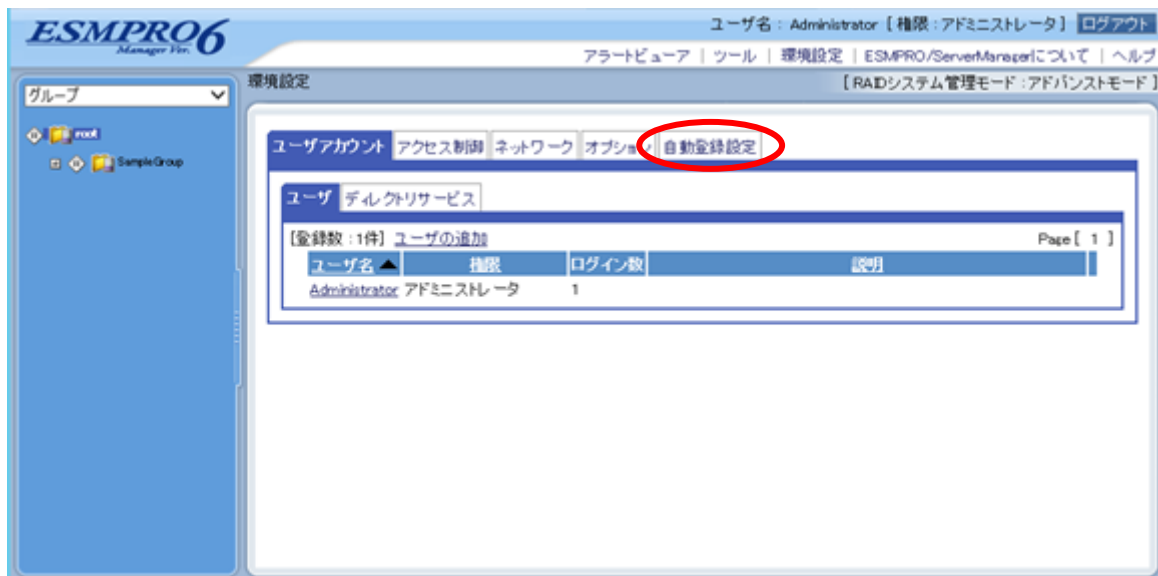 ESMPRO6
Manager Ver.
ユーザ名 : Administrator [ 権限 : アドミニストレータ ] ログアウト
アラートビューア | ツール | 環境設定 | ESMPRO/ServerManagerについて | ヘルプ
グループ
環境設定
[ RAIDシステム管理モード : アドバンストモード ]
root
SampleGroup
ユーザアカウント アクセス制御 ネットワーク オプション 自動登録設定
ユーザ ディレクトリサービス
[登録数 : 1件] ユーザの追加 Page [ 1 ]
ユーザ名 ▲ 権限 ログイン数 説明
Administrator アドミニストレータ 1